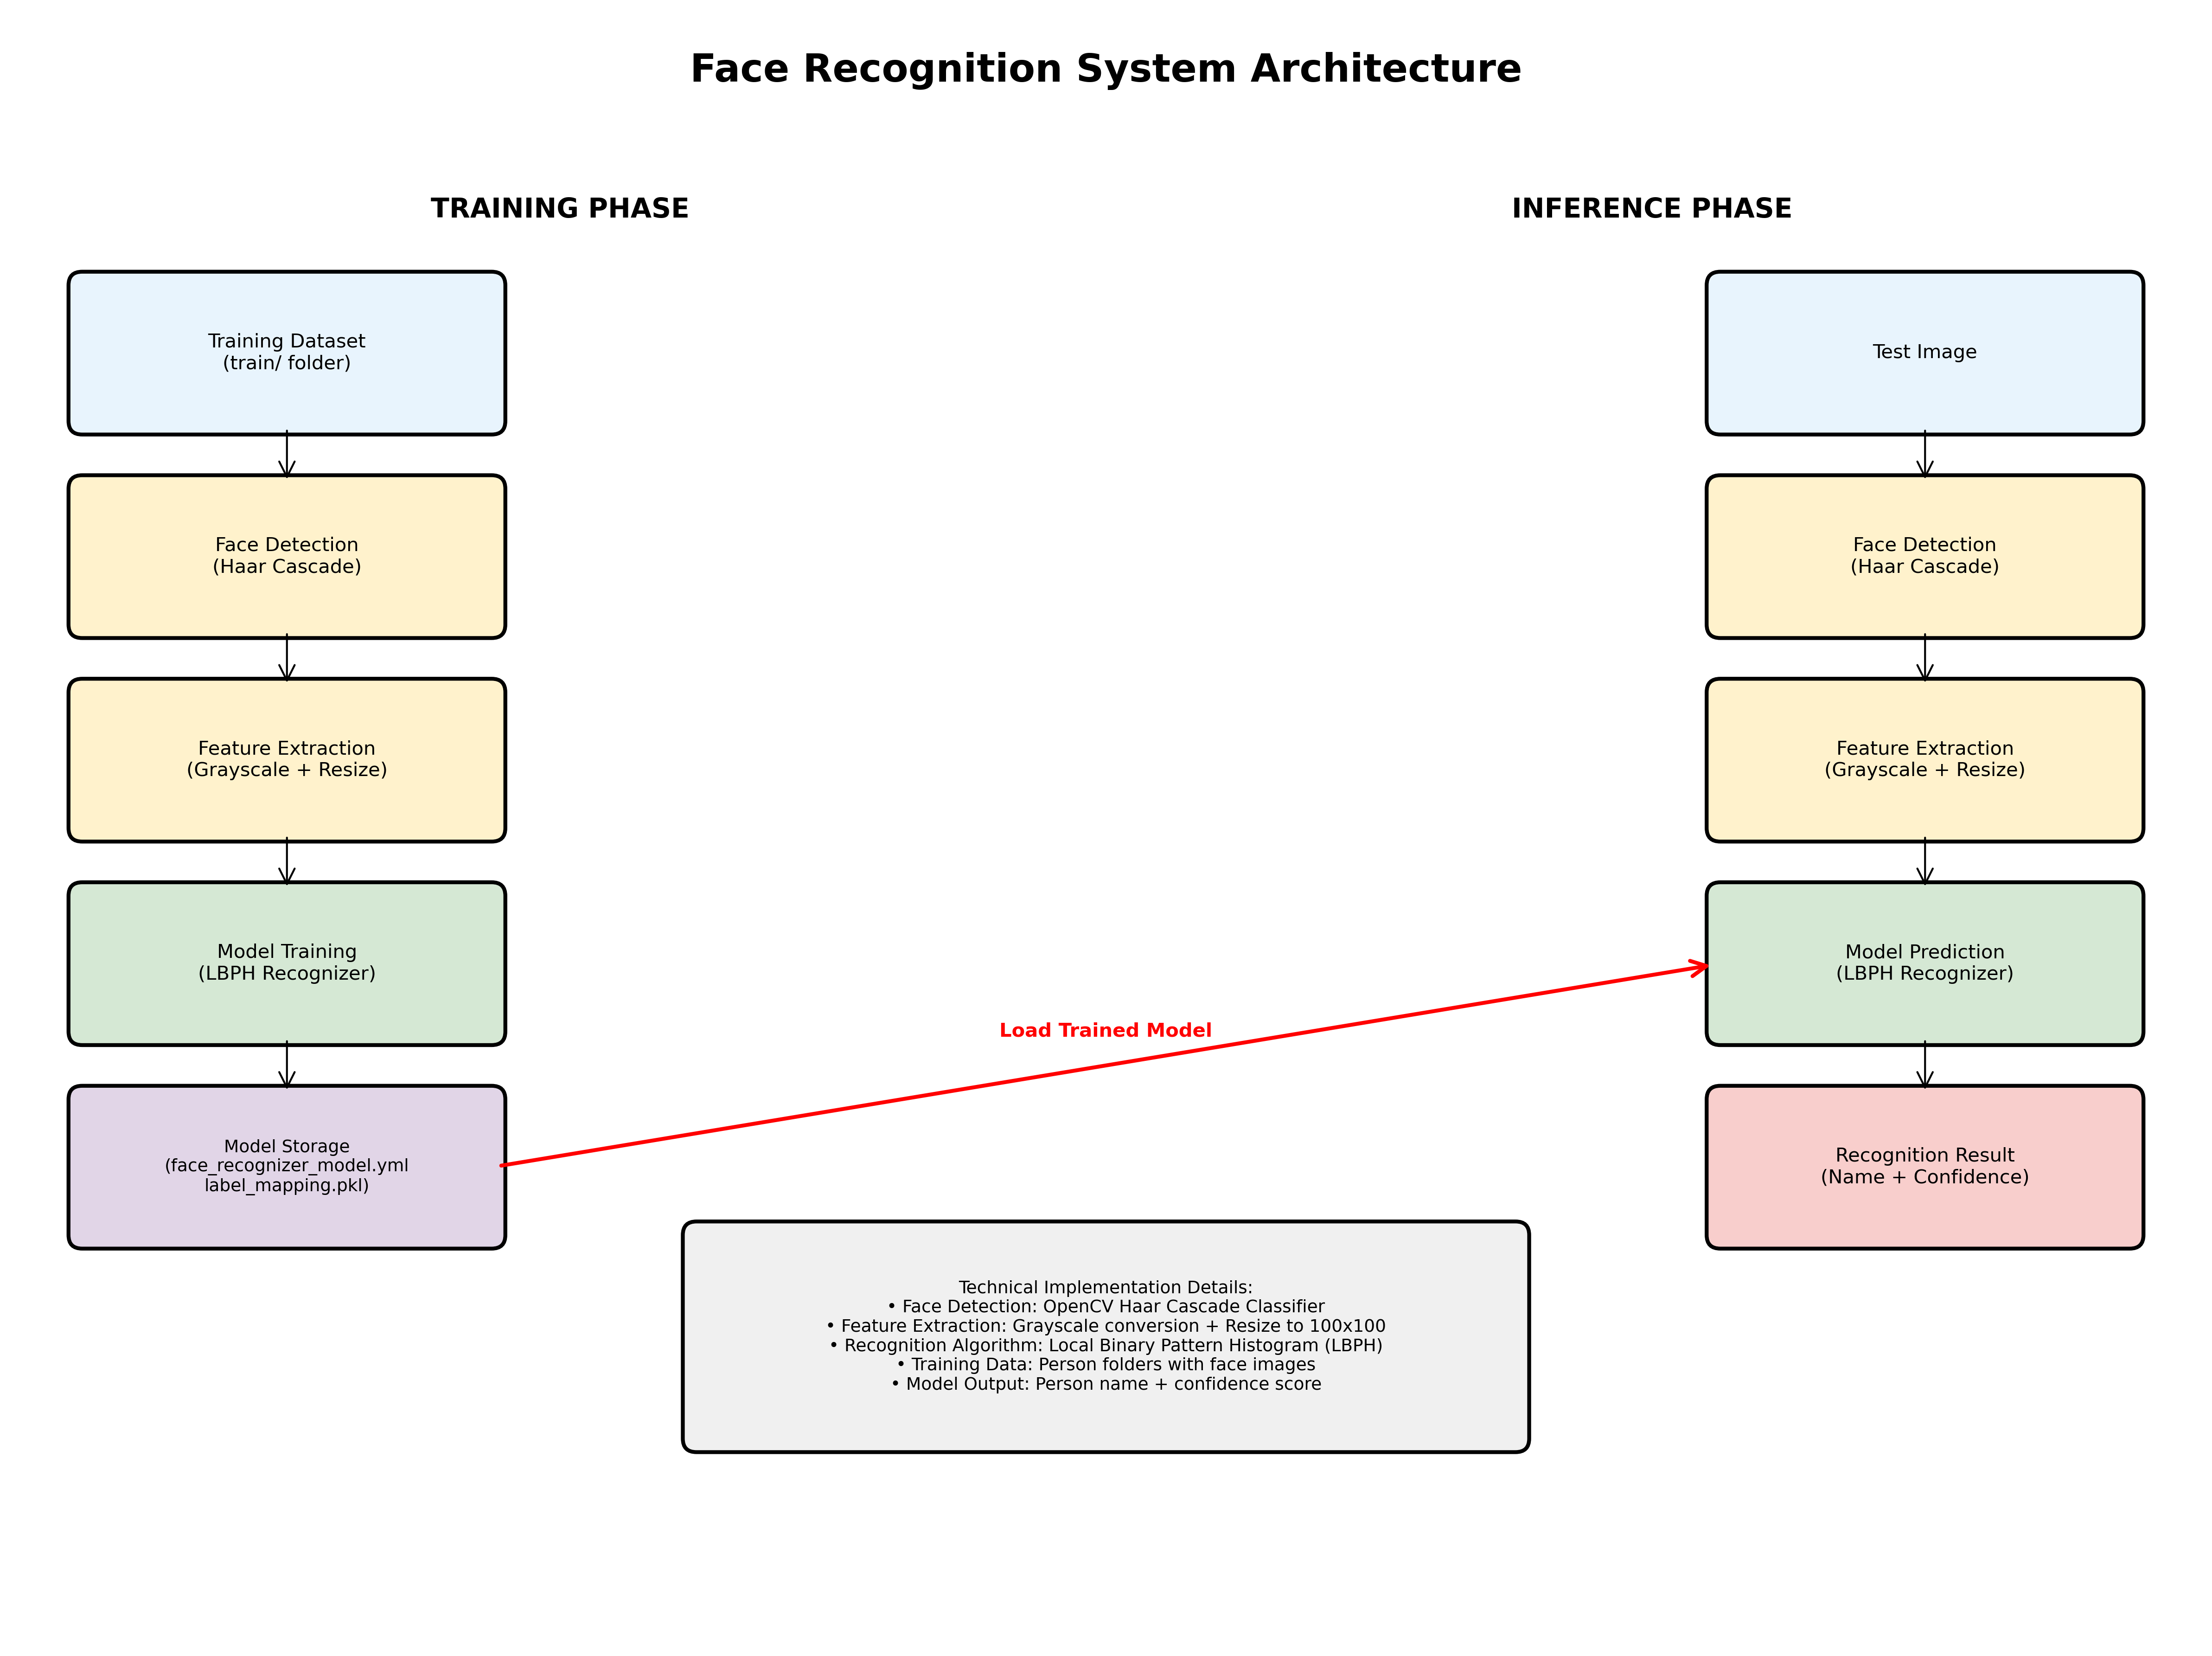 Face Recognition System Architecture
TRAINING PHASE
Training Dataset
(train/ folder)
Face Detection
(Haar Cascade)
Feature Extraction
(Grayscale + Resize)
Model Training
(LBPH Recognizer)
Model Storage
(face_recognizer_model.yml
label_mapping.pkl)
Load Trained Model
INFERENCE PHASE
Test Image
Face Detection
(Haar Cascade)
Feature Extraction
(Grayscale + Resize)
Model Prediction
(LBPH Recognizer)
Recognition Result
(Name + Confidence)
Technical Implementation Details:
• Face Detection: OpenCV Haar Cascade Classifier
• Feature Extraction: Grayscale conversion + Resize to 100x100
• Recognition Algorithm: Local Binary Pattern Histogram (LBPH)
• Training Data: Person folders with face images
• Model Output: Person name + confidence score